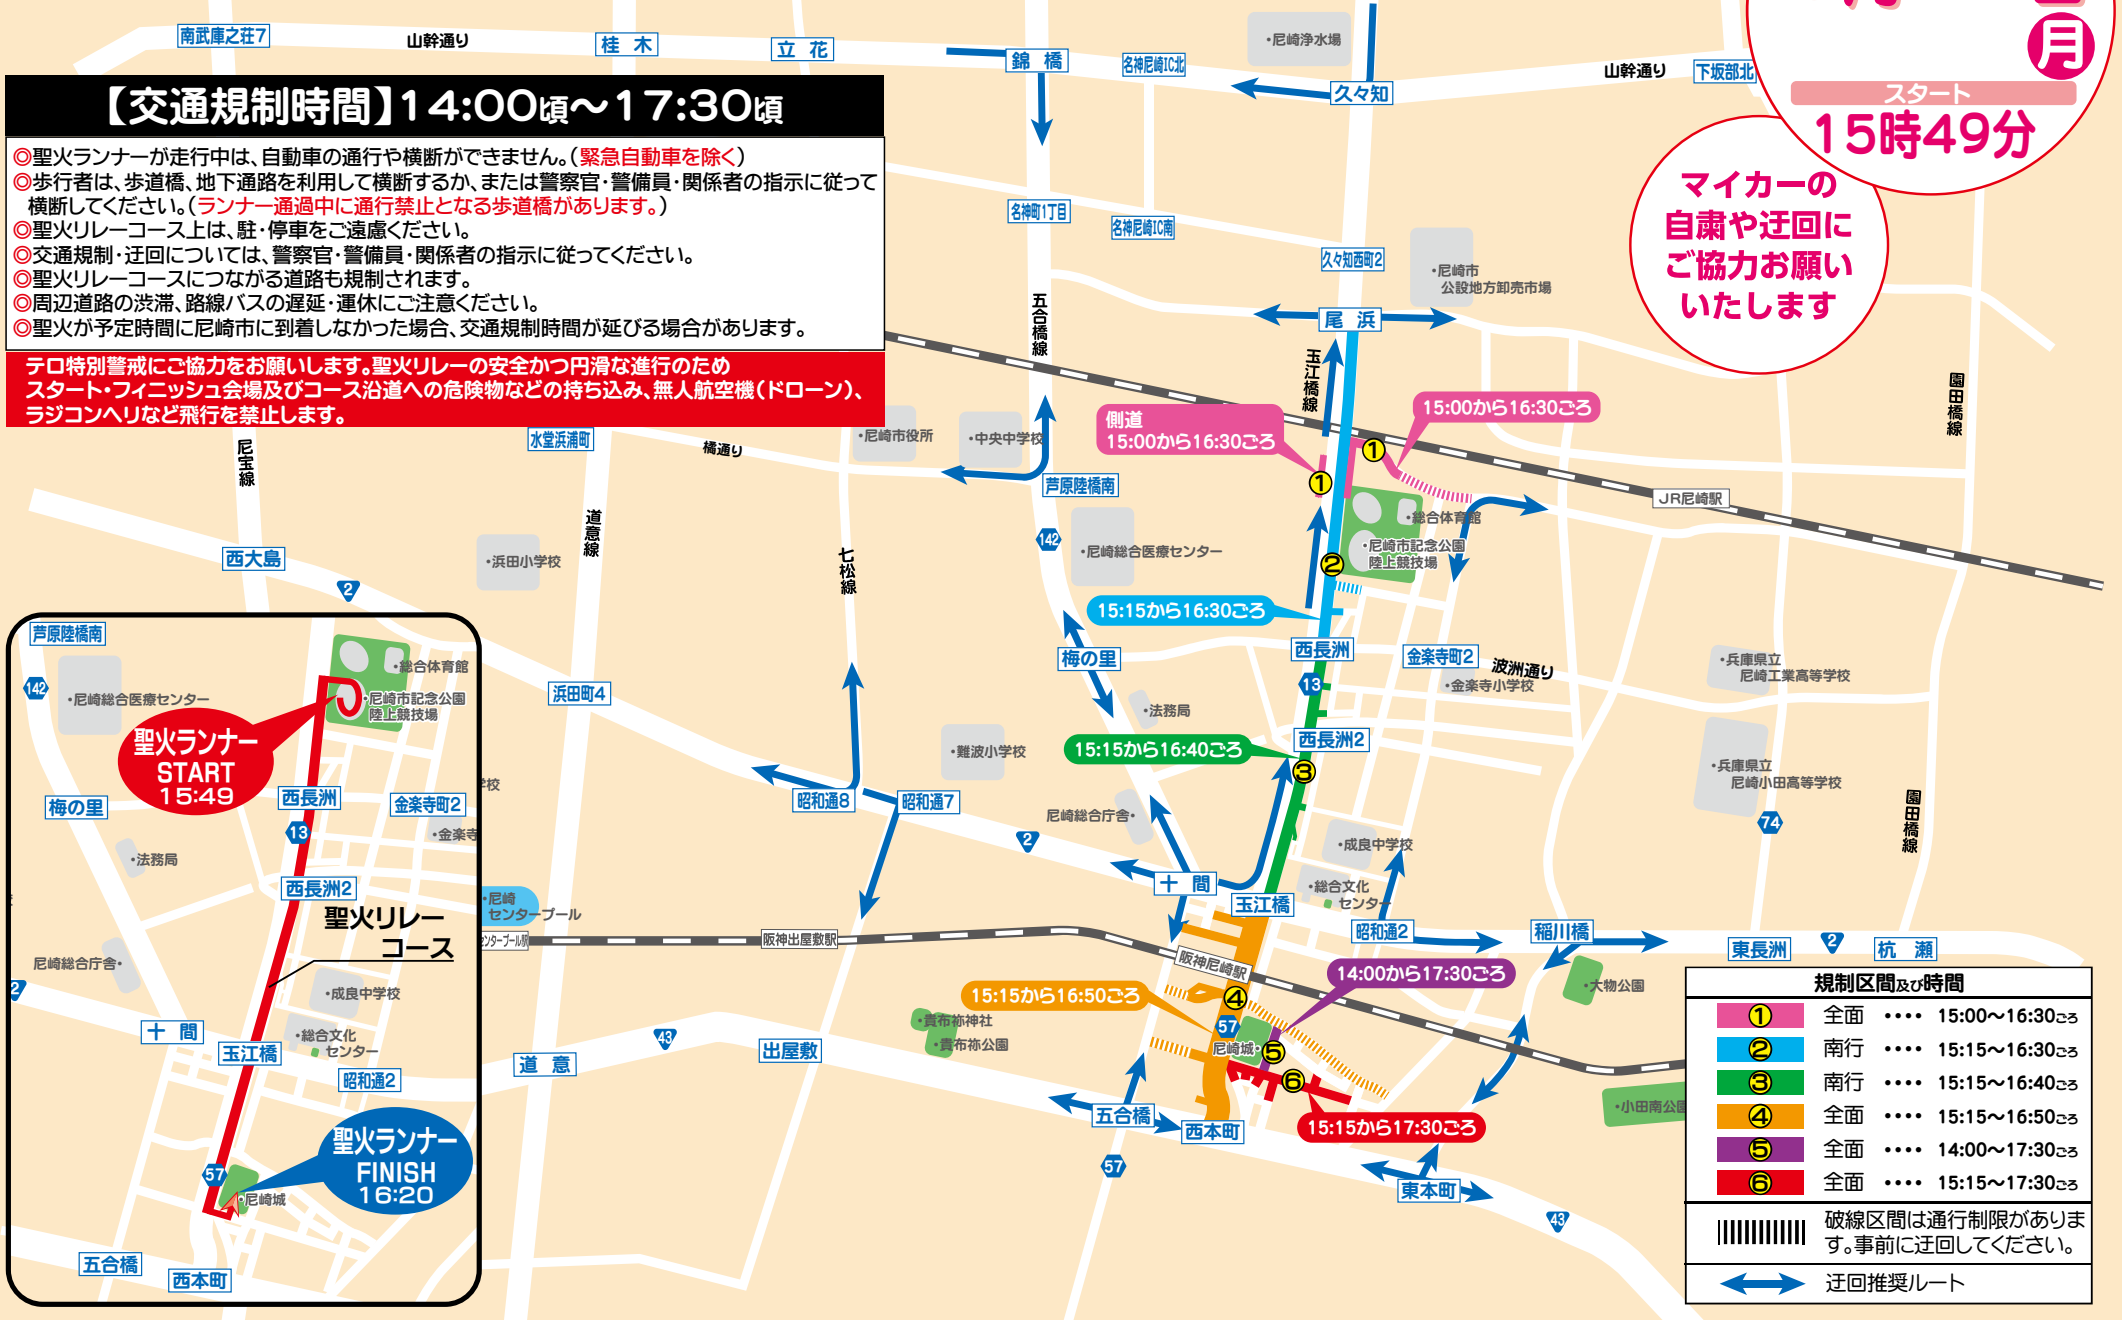 南武庫之荘7
山幹通り
桂木
立花
錦橋
名神尼崎IC北
・尼崎浄水場
久々知
山幹通り
下坂部北
月
スタート
15時49分
マイカーの
自粛や迂回に
ご協力お願い
いたします
【交通規制時間】14:00頃～17:30頃
◎聖火ランナーが走行中は、自動車の通行や横断ができません。（緊急自動車を除く）
◎歩行者は、歩道橋、地下通路を利用して横断するか、または警察官・警備員・関係者の指示に従って
横断してください。（ランナー通過中に通行禁止となる歩道橋があります。）
◎聖火リレーコース上は、駐・停車をご遠慮ください。
◎交通規制・迂回については、警察官・警備員・関係者の指示に従ってください。
◎聖火リレーコースにつながる道路も規制されます。
◎周辺道路の渋滞、路線バスの遅延・運休にご注意ください。
◎聖火が予定時間に尼崎市に到着しなかった場合、交通規制時間が延びる場合があります。
テロ特別警戒にご協力をお願いします。聖火リレーの安全かつ円滑な進行のため
スタート・フィニッシュ会場及びコース沿道への危険物などの持ち込み、無人航空機（ドローン）、
ラジコンヘリなど飛行を禁止します。
名神町1丁目
名神尼崎IC南
久々知西町2
・尼崎市
公設地方卸売市場
五合橋線
尾浜
玉江橋線
園田橋線
側道
15:00から16:30ごろ
15:00から16:30ごろ
①
①
尼宝線
水堂浜浦町
橘通り
・尼崎市役所
・中央中学校
芦原陸橋南
JR尼崎駅
道意線
七松線
142
・尼崎総合医療センター
・総合体育館
・尼崎市記念公園
陸上競技場
②
西大島
2
・浜田小学校
15:15から16:30ごろ
西長洲
梅の里
金楽寺町2
波洲通り
・金楽寺小学校
13
・兵庫県立
尼崎工業高等学校
浜田町4
・法務局
・難波小学校
15:15から16:40ごろ
西長洲2
③
・兵庫県立
尼崎小田高等学校
74
園田橋線
昭和通8
昭和通7
2
尼崎総合庁舎・
・成良中学校
十間
・総合文化
センター
玉江橋
昭和通2
稲川橋
東長洲
2
杭瀬
・尼崎
センタープール
阪神出屋敷駅
阪神尼崎駅
14:00から17:30ごろ
15:15から16:50ごろ
④
57
尼崎城・
⑤
⑥
・大物公園
・貴布祢神社
・貴布祢公園
43
道意
出屋敷
五合橋
西本町
15:15から17:30ごろ
57
東本町
43
・小田南公園
芦原陸橋南
142
・尼崎総合医療センター
・総合体育館
・尼崎市記念公園
陸上競技場
聖火ランナー
START
15:49
梅の里
西長洲
金楽寺町2
13
・金楽寺
・法務局
西長洲2
聖火リレー
コース
尼崎総合庁舎・
2
・成良中学校
十間
・総合文化
センター
玉江橋
昭和通2
聖火ランナー
FINISH
16:20
57
・尼崎城
五合橋
西本町
規制区間及び時間
① 全面 ・・・・ 15:00～16:30ごろ
② 南行 ・・・・ 15:15～16:30ごろ
③ 南行 ・・・・ 15:15～16:40ごろ
④ 全面 ・・・・ 15:15～16:50ごろ
⑤ 全面 ・・・・ 14:00～17:30ごろ
⑥ 全面 ・・・・ 15:15～17:30ごろ
破線区間は通行制限がありま
す。事前に迂回してください。
迂回推奨ルート